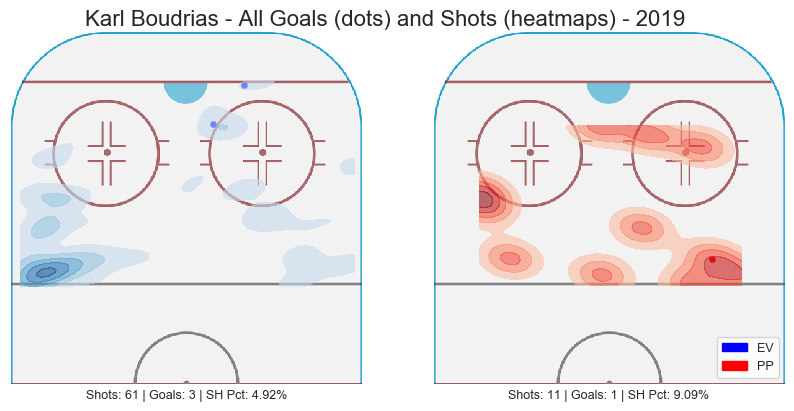 Karl Boudrias - All Goals (dots) and Shots (heatmaps) - 2019
EV
PP
Shots: 61 | Goals: 3 | SH Pct: 4.92%
Shots: 11 | Goals: 1 | SH Pct: 9.09%